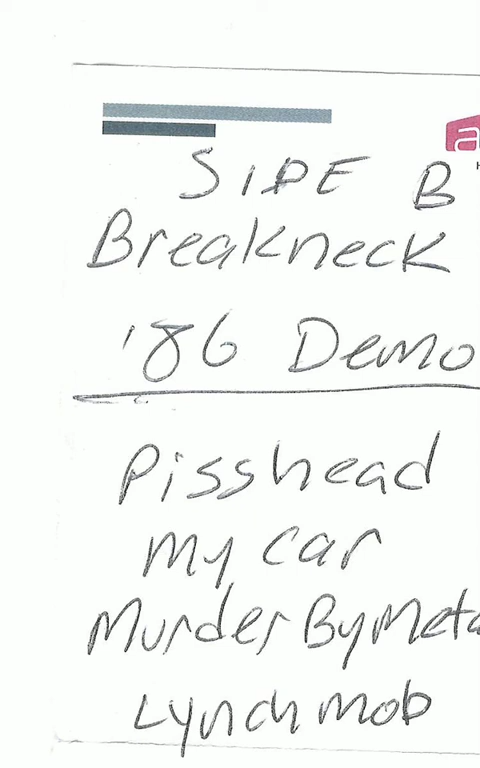 SIDE B
Breakneck
'86 Demo
Pisshead
My car
Murder By Meta
Lynch mob